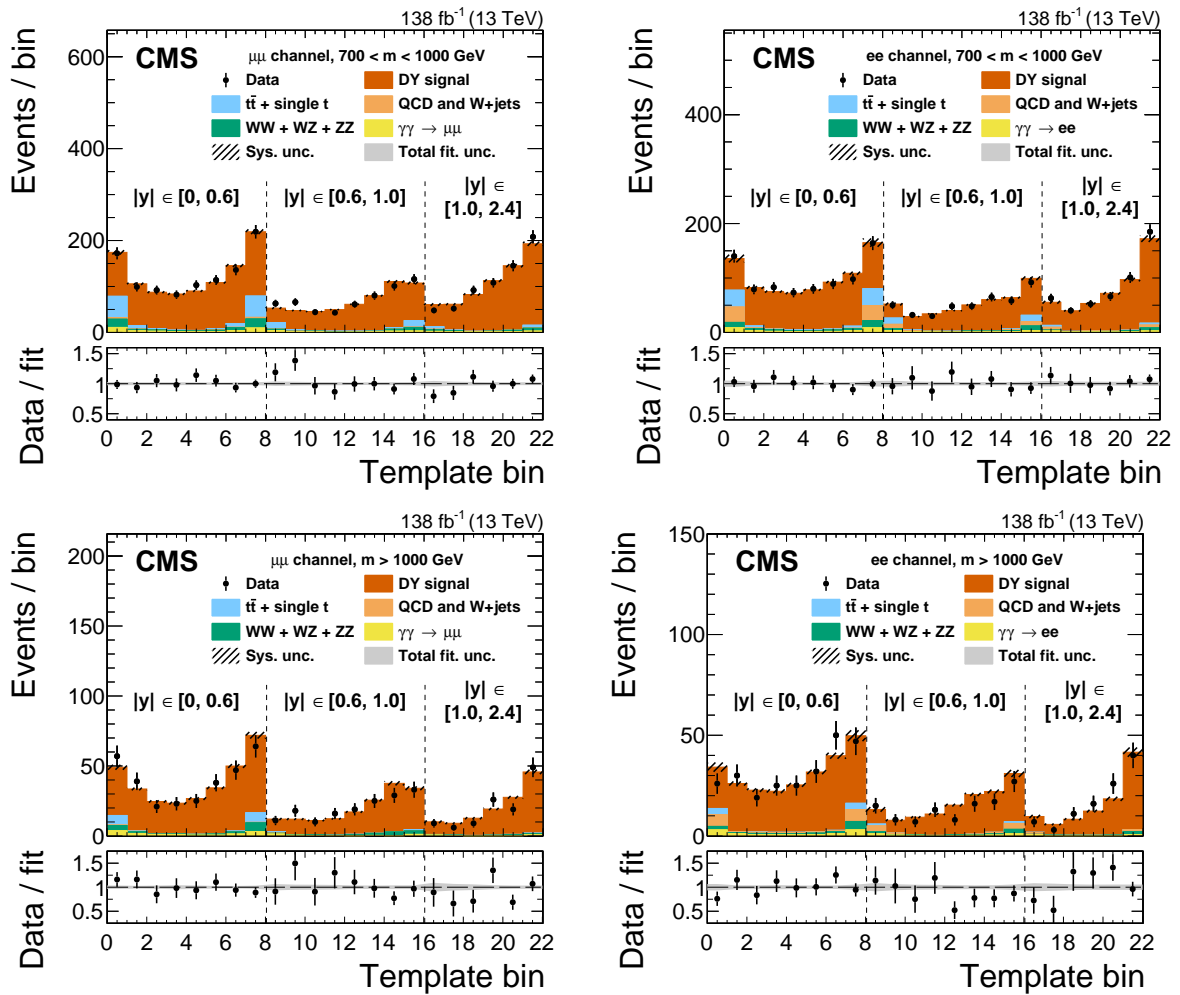 138 fb⁻¹ (13 TeV)
Events / bin
600
400
200
0
CMS
μμ channel, 700 < m < 1000 GeV
Data
DY signal
tt̄ + single t
QCD and W+jets
WW + WZ + ZZ
γγ → μμ
Sys. unc.
Total fit. unc.
|y| ∈ [0, 0.6]
|y| ∈ [0.6, 1.0]
|y| ∈
[1.0, 2.4]
Data / fit
1.5
1
0.5
0 2 4 6 8 10 12 14 16 18 20 22
Template bin
138 fb⁻¹ (13 TeV)
Events / bin
400
200
0
CMS
ee channel, 700 < m < 1000 GeV
Data
DY signal
tt̄ + single t
QCD and W+jets
WW + WZ + ZZ
γγ → ee
Sys. unc.
Total fit. unc.
|y| ∈ [0, 0.6]
|y| ∈ [0.6, 1.0]
|y| ∈
[1.0, 2.4]
Data / fit
1.5
1
0.5
0 2 4 6 8 10 12 14 16 18 20 22
Template bin
138 fb⁻¹ (13 TeV)
Events / bin
200
150
100
50
0
CMS
μμ channel, m > 1000 GeV
Data
DY signal
tt̄ + single t
QCD and W+jets
WW + WZ + ZZ
γγ → μμ
Sys. unc.
Total fit. unc.
|y| ∈ [0, 0.6]
|y| ∈ [0.6, 1.0]
|y| ∈
[1.0, 2.4]
Data / fit
1.5
1
0.5
0 2 4 6 8 10 12 14 16 18 20 22
Template bin
138 fb⁻¹ (13 TeV)
Events / bin
150
100
50
0
CMS
ee channel, m > 1000 GeV
Data
DY signal
tt̄ + single t
QCD and W+jets
WW + WZ + ZZ
γγ → ee
Sys. unc.
Total fit. unc.
|y| ∈ [0, 0.6]
|y| ∈ [0.6, 1.0]
|y| ∈
[1.0, 2.4]
Data / fit
1.5
1
0.5
0 2 4 6 8 10 12 14 16 18 20 22
Template bin